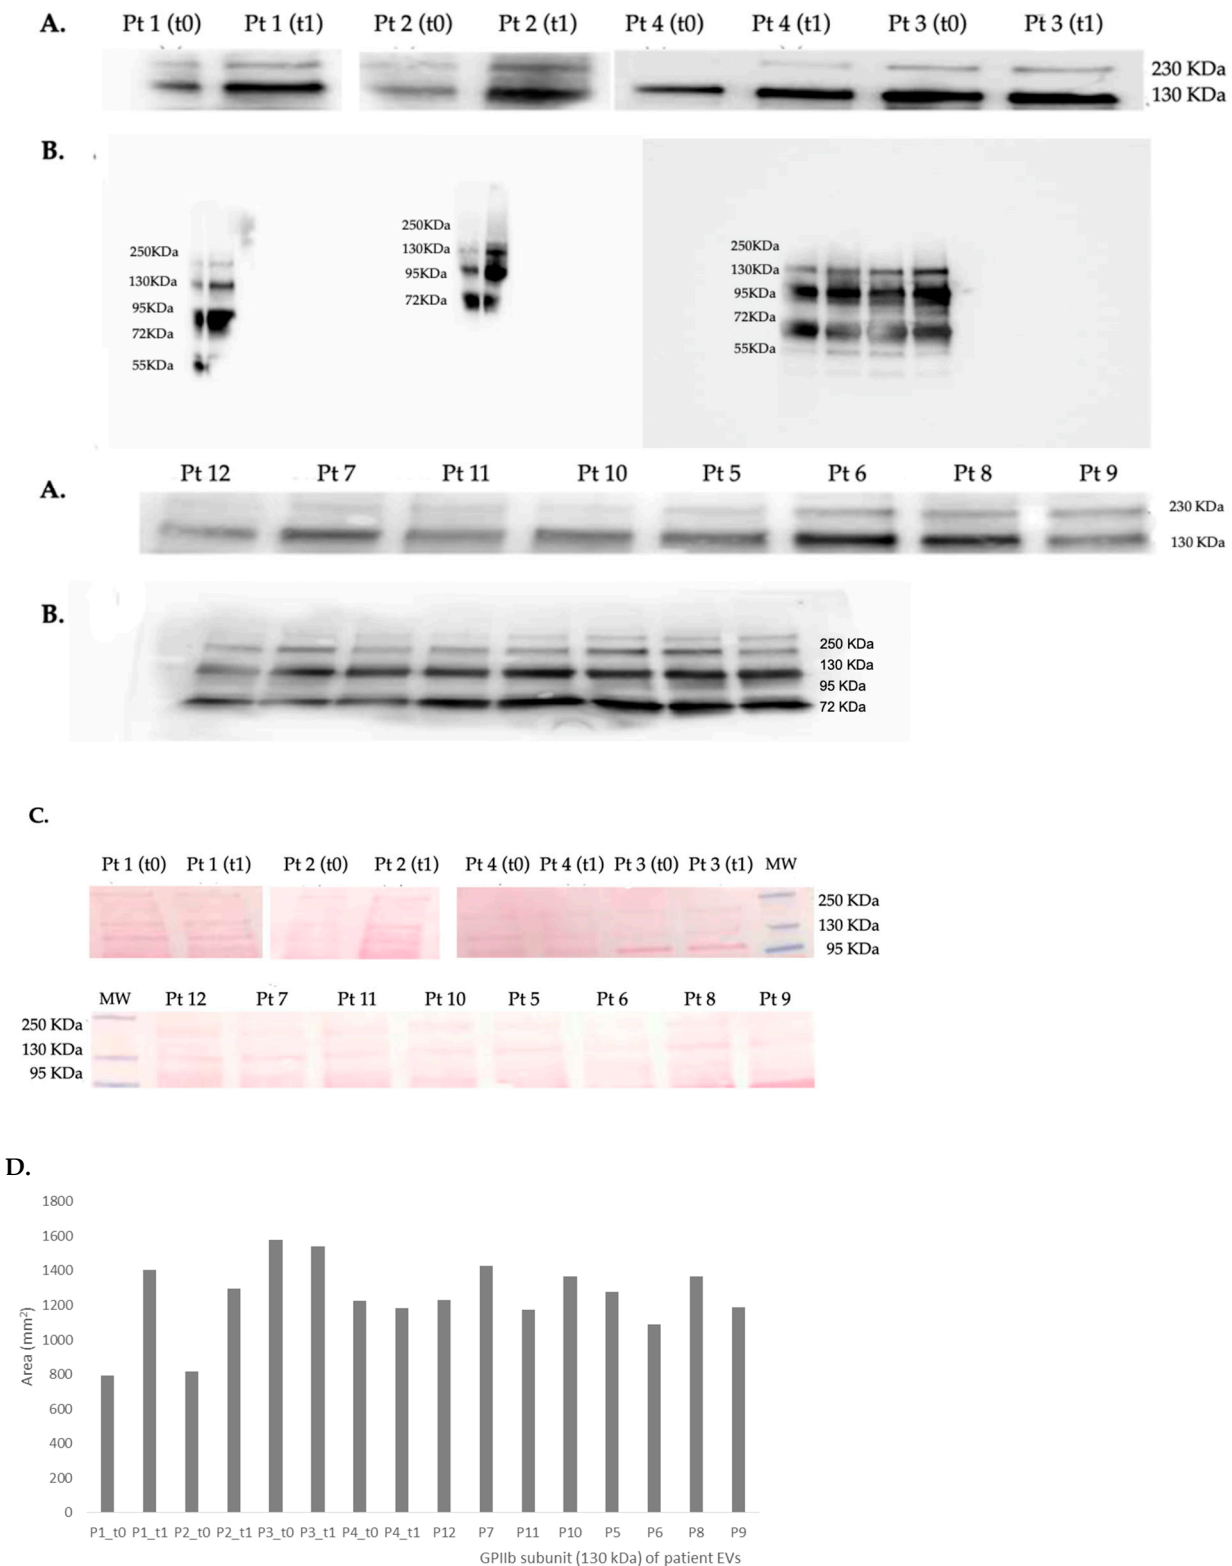 A.
Pt 1 (t0) Pt 1 (t1) Pt 2 (t0) Pt 2 (t1) Pt 4 (t0) Pt 4 (t1) Pt 3 (t0) Pt 3 (t1)
230 KDa
130 KDa
B.
250KDa
130KDa
95KDa
72KDa
55KDa
250KDa
130KDa
95KDa
72KDa
250KDa
130KDa
95KDa
72KDa
55KDa
A.
Pt 12 Pt 7 Pt 11 Pt 10 Pt 5 Pt 6 Pt 8 Pt 9
230 KDa
130 KDa
B.
250 KDa
130 KDa
95 KDa
72 KDa
C.
Pt 1 (t0) Pt 1 (t1) Pt 2 (t0) Pt 2 (t1) Pt 4 (t0) Pt 4 (t1) Pt 3 (t0) Pt 3 (t1) MW
250 KDa
130 KDa
95 KDa
MW Pt 12 Pt 7 Pt 11 Pt 10 Pt 5 Pt 6 Pt 8 Pt 9
250 KDa
130 KDa
95 KDa
D.
1800
1600
1400
1200
1000
800
600
400
200
0
Area (mm²)
P1_t0 P1_t1 P2_t0 P2_t1 P3_t0 P3_t1 P4_t0 P4_t1 P12 P7 P11 P10 P5 P6 P8 P9
GPIIb subunit (130 kDa) of patient EVs